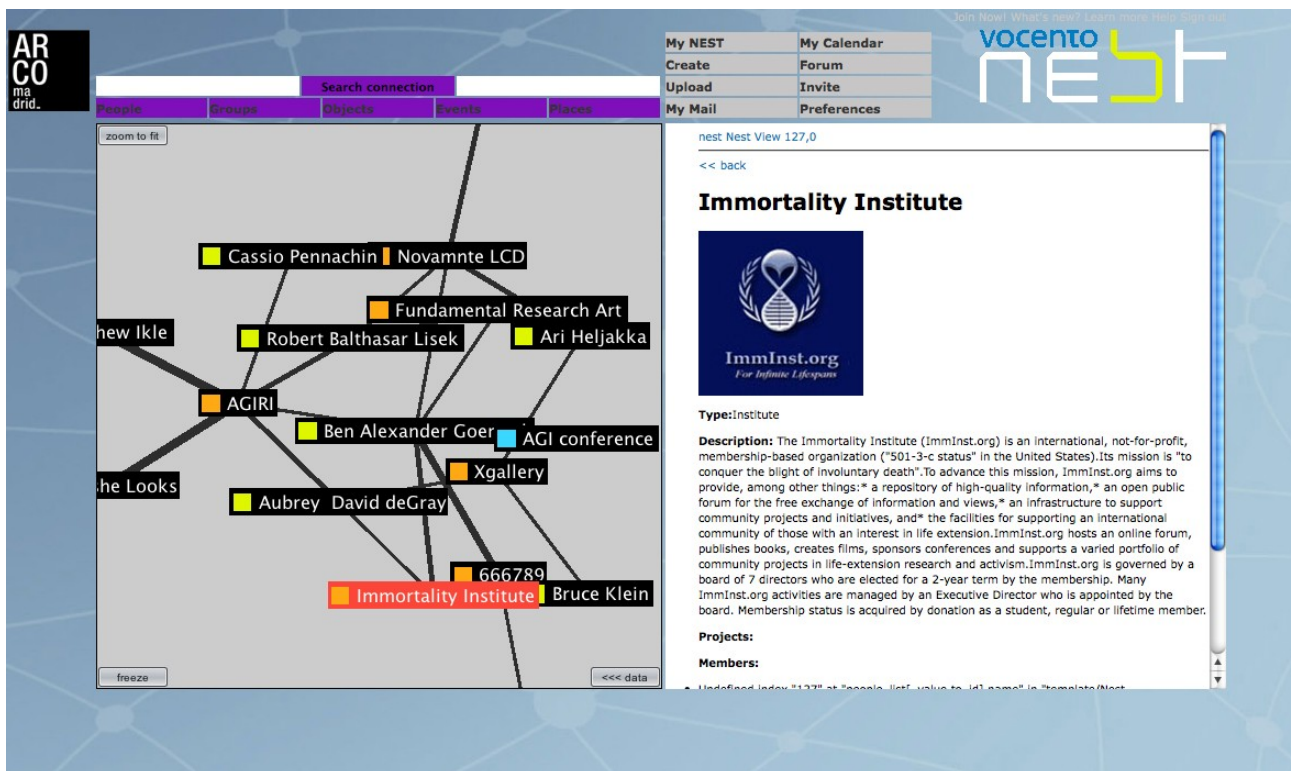 Join Now! What's new? Learn more Help Sign out
AR
CO
ma
drid_
vocento
nest
My NEST My Calendar
Create Forum
Upload Invite
My Mail Preferences
Search connection
People Groups Objects Events Places
zoom to fit
Cassio Pennachin
Novamnte LCD
Fundamental Research Art
hew Ikle
Robert Balthasar Lisek
Ari Heljakka
AGIRI
Ben Alexander Goer
AGI conference
Xgallery
he Looks
Aubrey David deGray
666789
Immortality Institute
Bruce Klein
freeze
<<< data
nest Nest View 127,0
<< back
Immortality Institute
ImmInst.org
For Infinite Lifespans
Type:Institute
Description: The Immortality Institute (ImmInst.org) is an international, not-for-profit,
membership-based organization ("501-3-c status" in the United States).Its mission is "to
conquer the blight of involuntary death".To advance this mission, ImmInst.org aims to
provide, among other things:* a repository of high-quality information,* an open public
forum for the free exchange of information and views,* an infrastructure to support
community projects and initiatives, and* the facilities for supporting an international
community of those with an interest in life extension.ImmInst.org hosts an online forum,
publishes books, creates films, sponsors conferences and supports a varied portfolio of
community projects in life-extension research and activism.ImmInst.org is governed by a
board of 7 directors who are elected for a 2-year term by the membership. Many
ImmInst.org activities are managed by an Executive Director who is appointed by the
board. Membership status is acquired by donation as a student, regular or lifetime member.
Projects:
Members: